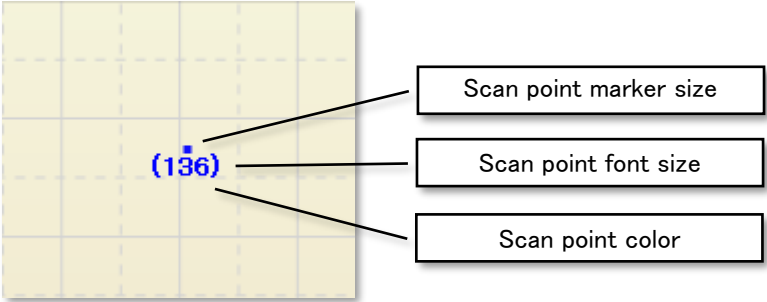 Scan point marker size
(136)
Scan point font size
Scan point color